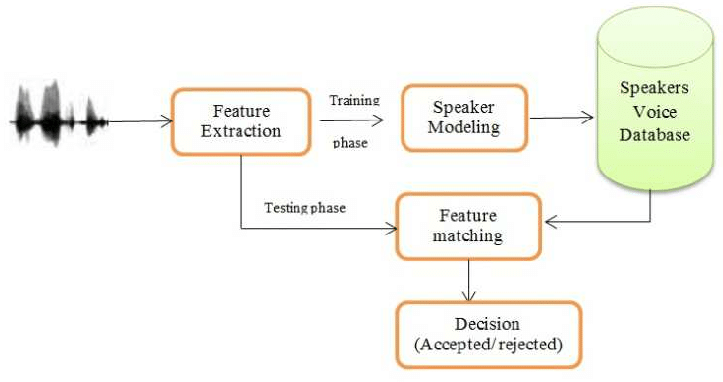 Feature
Extraction
Training
phase
Speaker
Modeling
Speakers
Voice
Database
Testing phase
Feature
matching
Decision
(Accepted/rejected)